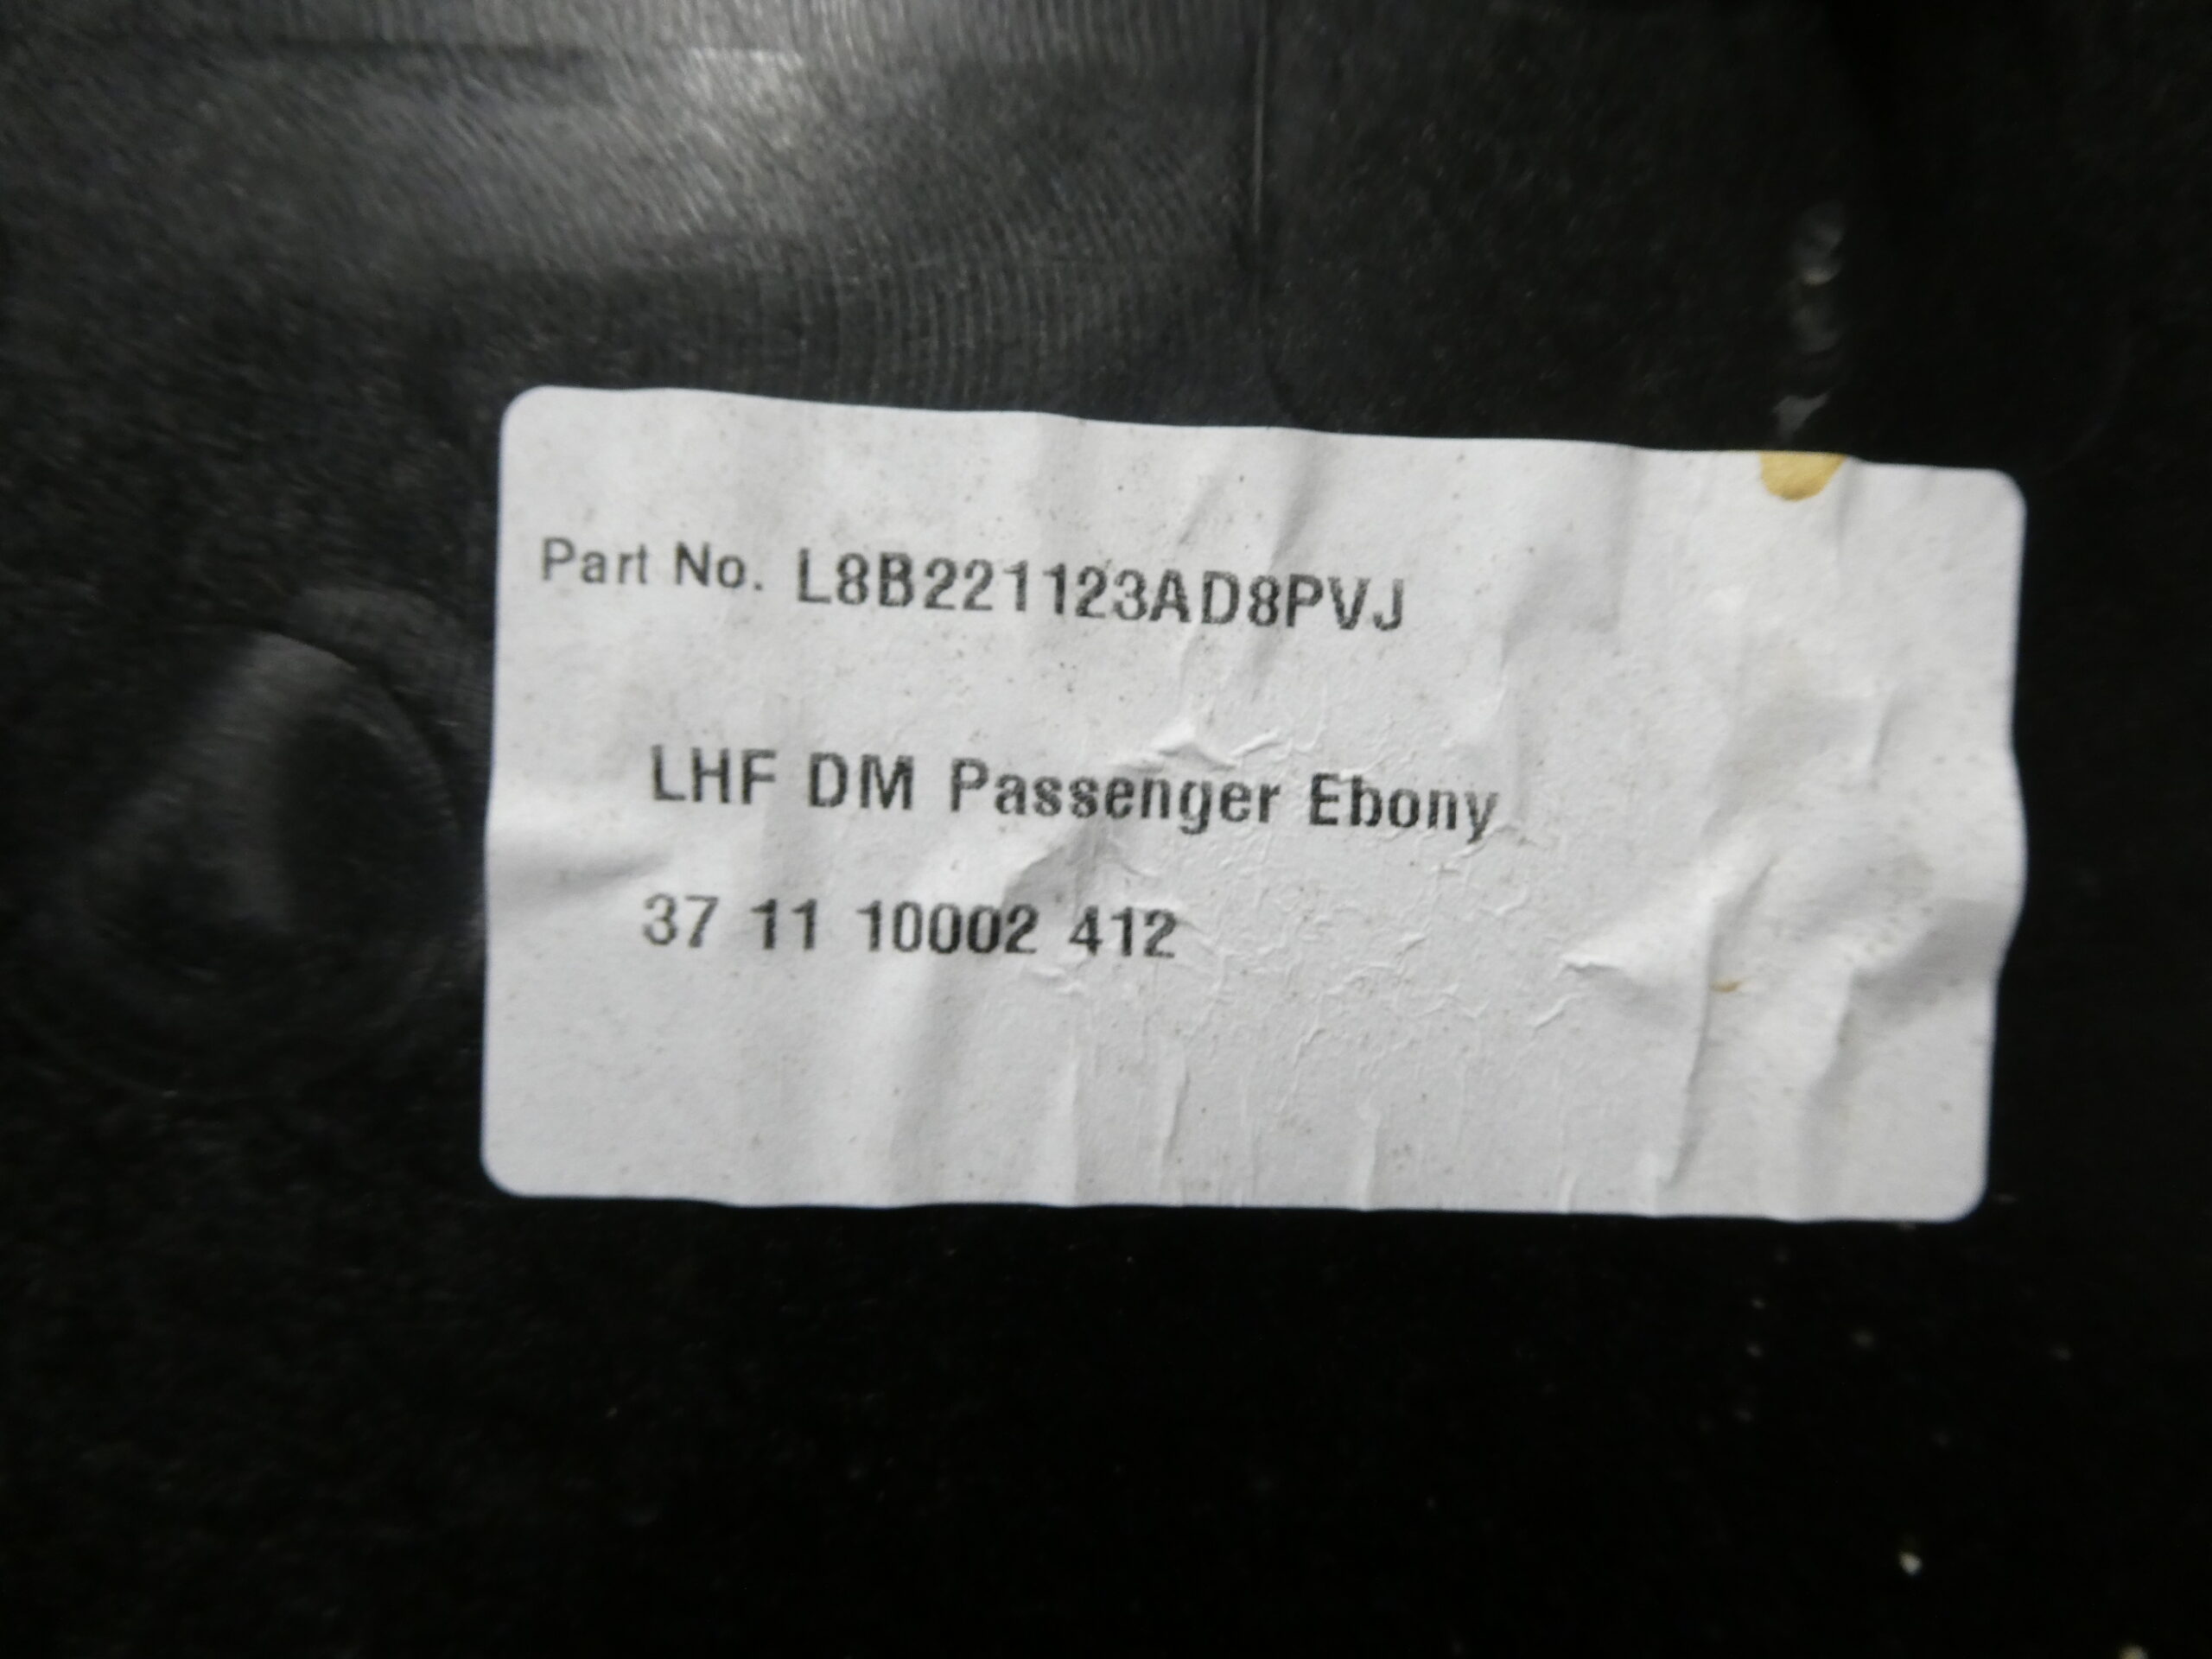 Part No. L8B221123AD8PVJ
LHF DM Passenger Ebony
37 11 10002 412